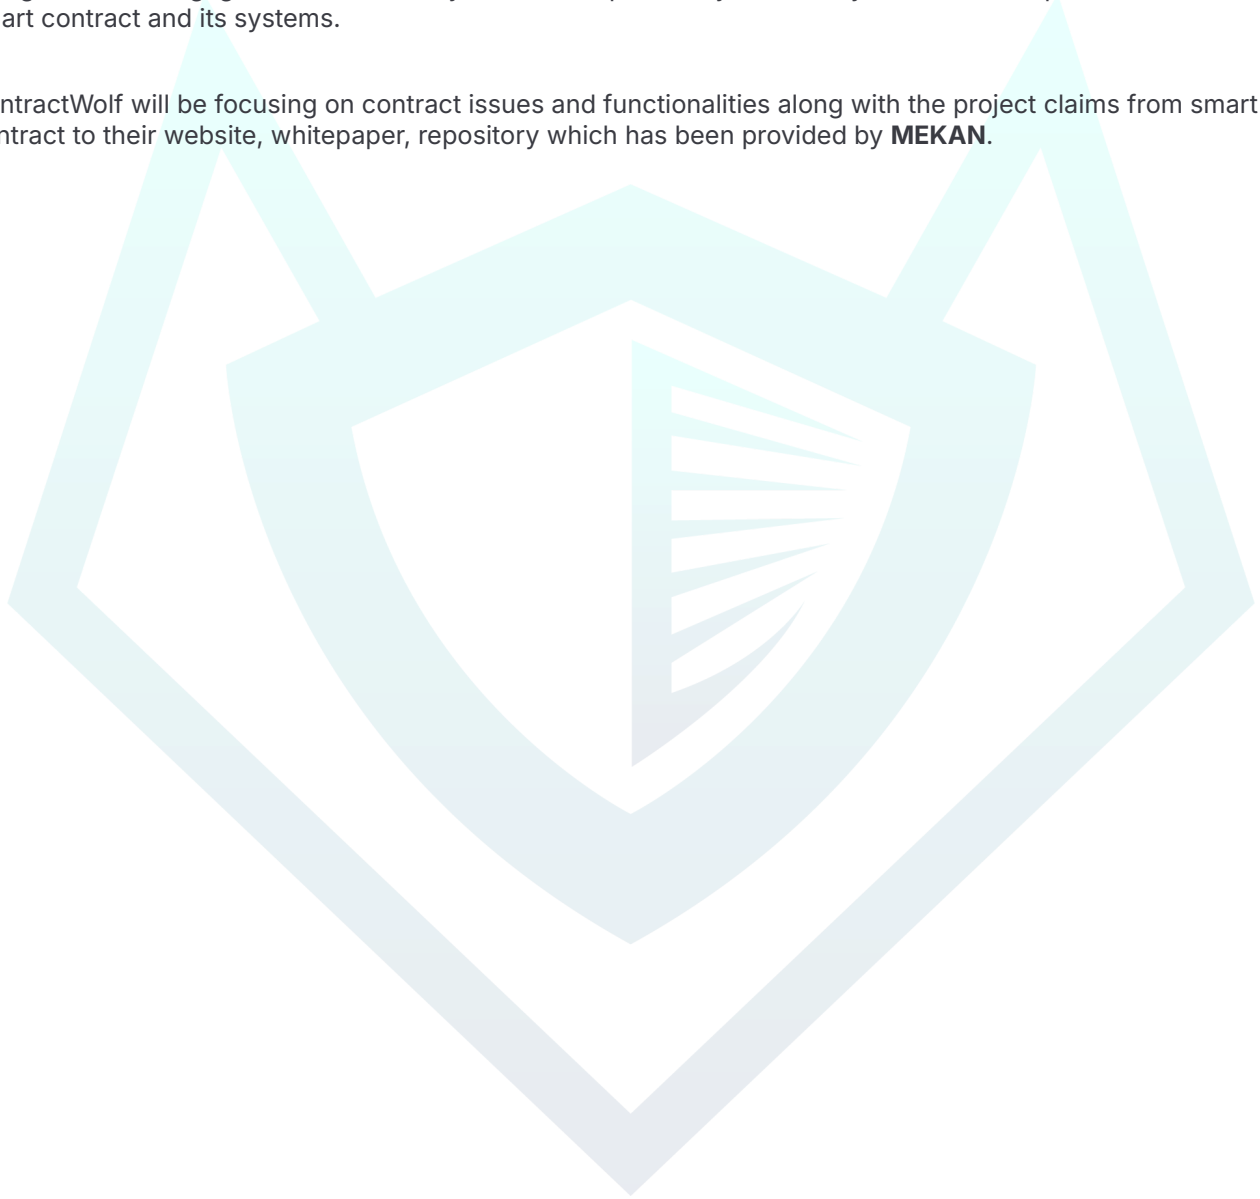 art contract and its systems.
ntractWolf will be focusing on contract issues and functionalities along with the project claims from smart
ntract to their website, whitepaper, repository which has been provided by MEKAN.